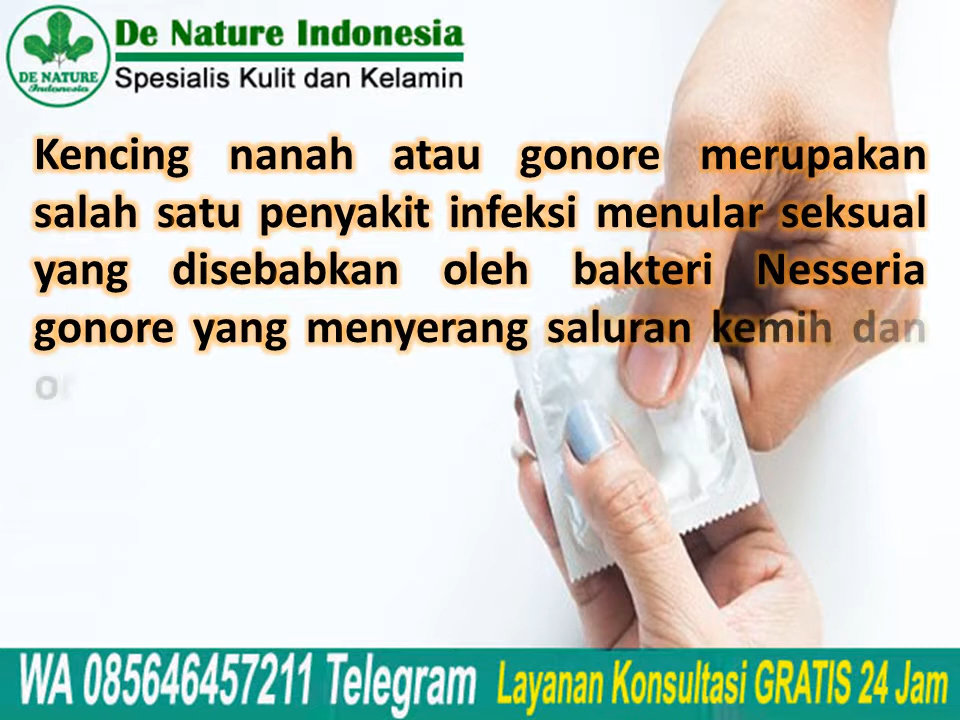 De Nature Indonesia
DE NATURE
Indonesia
Spesialis Kulit dan Kelamin
Kencing nanah atau gonore merupakan
salah satu penyakit infeksi menular seksual
yang disebabkan oleh bakteri Nesseria
gonore yang menyerang saluran kemih dan
WA 085646457211 Telegram Layanan Konsultasi GRATIS 24 Jam